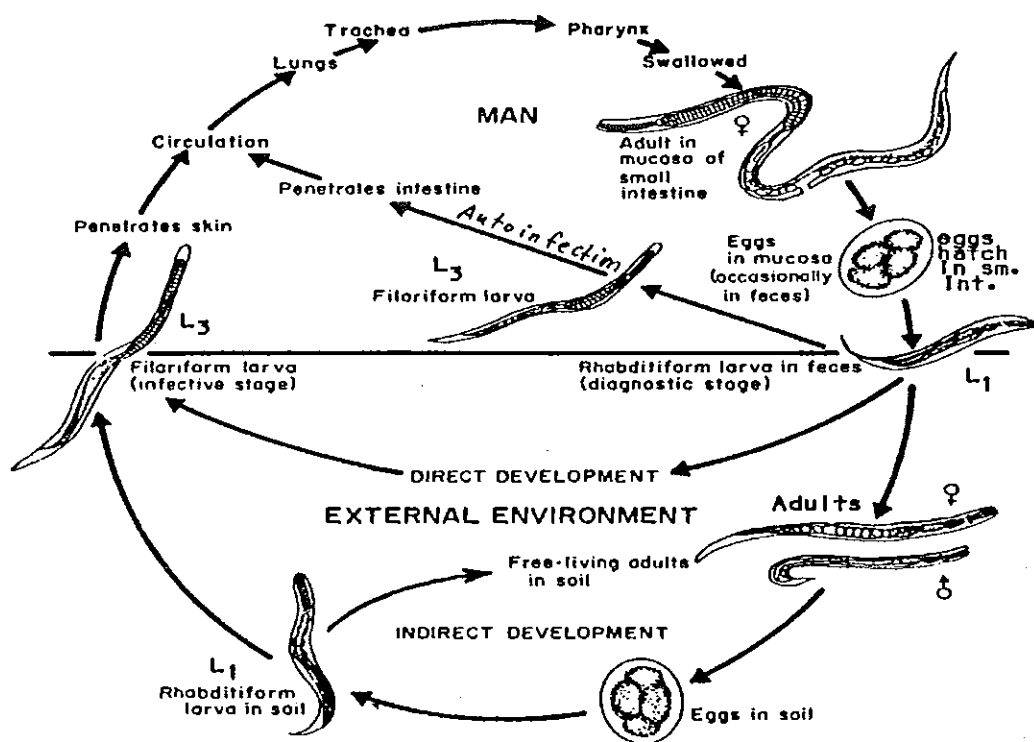 Trachea
Pharynx
Lungs
Swallowed
MAN
♀
Circulation
Adult in
mucosa of
small
intestine
Penetrates intestine
Penetrates skin
Autoinfectim
Eggs
in mucosa
(occasionally
in feces)
eggs
hatch
in sm.
Int.
L3
Filariform larva
L3
Filariform larva
(infective stage)
Rhabditiform larva in feces
(diagnostic stage)
L1
DIRECT DEVELOPMENT
EXTERNAL ENVIRONMENT
Adults
♀
Free-living adults
in soil
♂
INDIRECT DEVELOPMENT
L1
Rhabditiform
larva in soil
Eggs in soil